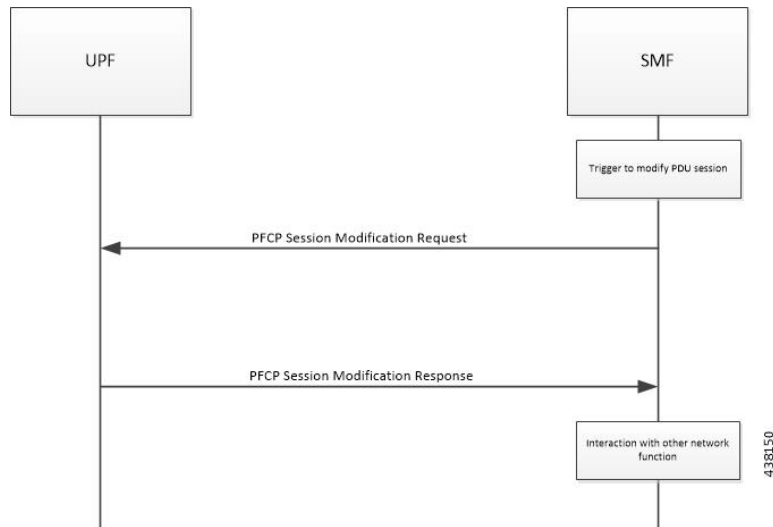 UPF
SMF
Trigger to modify PDU session
PFCP Session Modification Request
PFCP Session Modification Response
Interaction with other network
function
438150